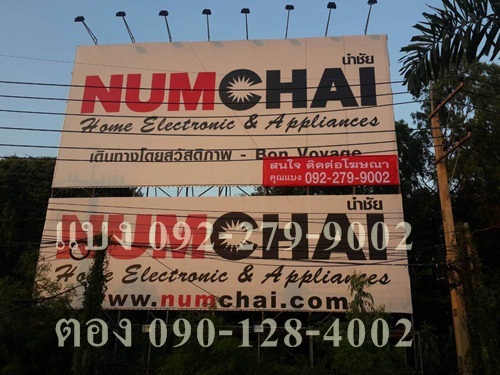 นำชัย
NUMCHAI
Home Electronic & Appliances
เดินทางโดยสวัสดิภาพ - Bon Voyage
สนใจ ติดต่อโฆษณา
คุณแบง 092-279-9002
นำชัย
NUMCHAI
แบง 092-279-9002
Home Electronic & Appliances
www.numchai.com
ตอง 090-128-4002